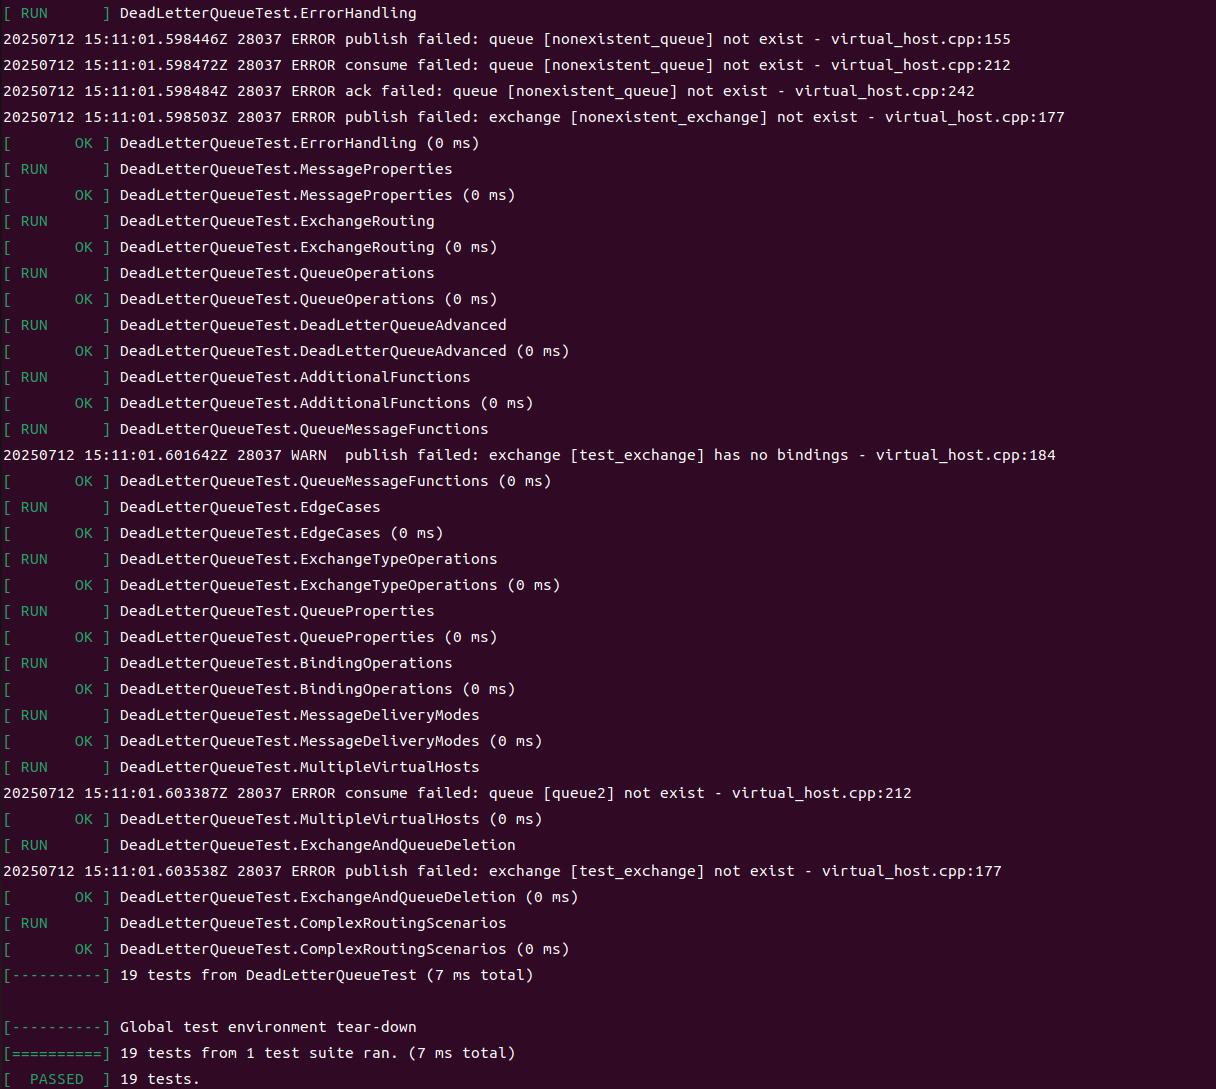 [ RUN      ] DeadLetterQueueTest.ErrorHandling
20250712 15:11:01.598446Z 28037 ERROR publish failed: queue [nonexistent_queue] not exist - virtual_host.cpp:155
20250712 15:11:01.598472Z 28037 ERROR consume failed: queue [nonexistent_queue] not exist - virtual_host.cpp:212
20250712 15:11:01.598484Z 28037 ERROR ack failed: queue [nonexistent_queue] not exist - virtual_host.cpp:242
20250712 15:11:01.598503Z 28037 ERROR publish failed: exchange [nonexistent_exchange] not exist - virtual_host.cpp:177
[       OK ] DeadLetterQueueTest.ErrorHandling (0 ms)
[ RUN      ] DeadLetterQueueTest.MessageProperties
[       OK ] DeadLetterQueueTest.MessageProperties (0 ms)
[ RUN      ] DeadLetterQueueTest.ExchangeRouting
[       OK ] DeadLetterQueueTest.ExchangeRouting (0 ms)
[ RUN      ] DeadLetterQueueTest.QueueOperations
[       OK ] DeadLetterQueueTest.QueueOperations (0 ms)
[ RUN      ] DeadLetterQueueTest.DeadLetterQueueAdvanced
[       OK ] DeadLetterQueueTest.DeadLetterQueueAdvanced (0 ms)
[ RUN      ] DeadLetterQueueTest.AdditionalFunctions
[       OK ] DeadLetterQueueTest.AdditionalFunctions (0 ms)
[ RUN      ] DeadLetterQueueTest.QueueMessageFunctions
20250712 15:11:01.601642Z 28037 WARN  publish failed: exchange [test_exchange] has no bindings - virtual_host.cpp:184
[       OK ] DeadLetterQueueTest.QueueMessageFunctions (0 ms)
[ RUN      ] DeadLetterQueueTest.EdgeCases
[       OK ] DeadLetterQueueTest.EdgeCases (0 ms)
[ RUN      ] DeadLetterQueueTest.ExchangeTypeOperations
[       OK ] DeadLetterQueueTest.ExchangeTypeOperations (0 ms)
[ RUN      ] DeadLetterQueueTest.QueueProperties
[       OK ] DeadLetterQueueTest.QueueProperties (0 ms)
[ RUN      ] DeadLetterQueueTest.BindingOperations
[       OK ] DeadLetterQueueTest.BindingOperations (0 ms)
[ RUN      ] DeadLetterQueueTest.MessageDeliveryModes
[       OK ] DeadLetterQueueTest.MessageDeliveryModes (0 ms)
[ RUN      ] DeadLetterQueueTest.MultipleVirtualHosts
20250712 15:11:01.603387Z 28037 ERROR consume failed: queue [queue2] not exist - virtual_host.cpp:212
[       OK ] DeadLetterQueueTest.MultipleVirtualHosts (0 ms)
[ RUN      ] DeadLetterQueueTest.ExchangeAndQueueDeletion
20250712 15:11:01.603538Z 28037 ERROR publish failed: exchange [test_exchange] not exist - virtual_host.cpp:177
[       OK ] DeadLetterQueueTest.ExchangeAndQueueDeletion (0 ms)
[ RUN      ] DeadLetterQueueTest.ComplexRoutingScenarios
[       OK ] DeadLetterQueueTest.ComplexRoutingScenarios (0 ms)
[----------] 19 tests from DeadLetterQueueTest (7 ms total)

[----------] Global test environment tear-down
[==========] 19 tests from 1 test suite ran. (7 ms total)
[  PASSED  ] 19 tests.